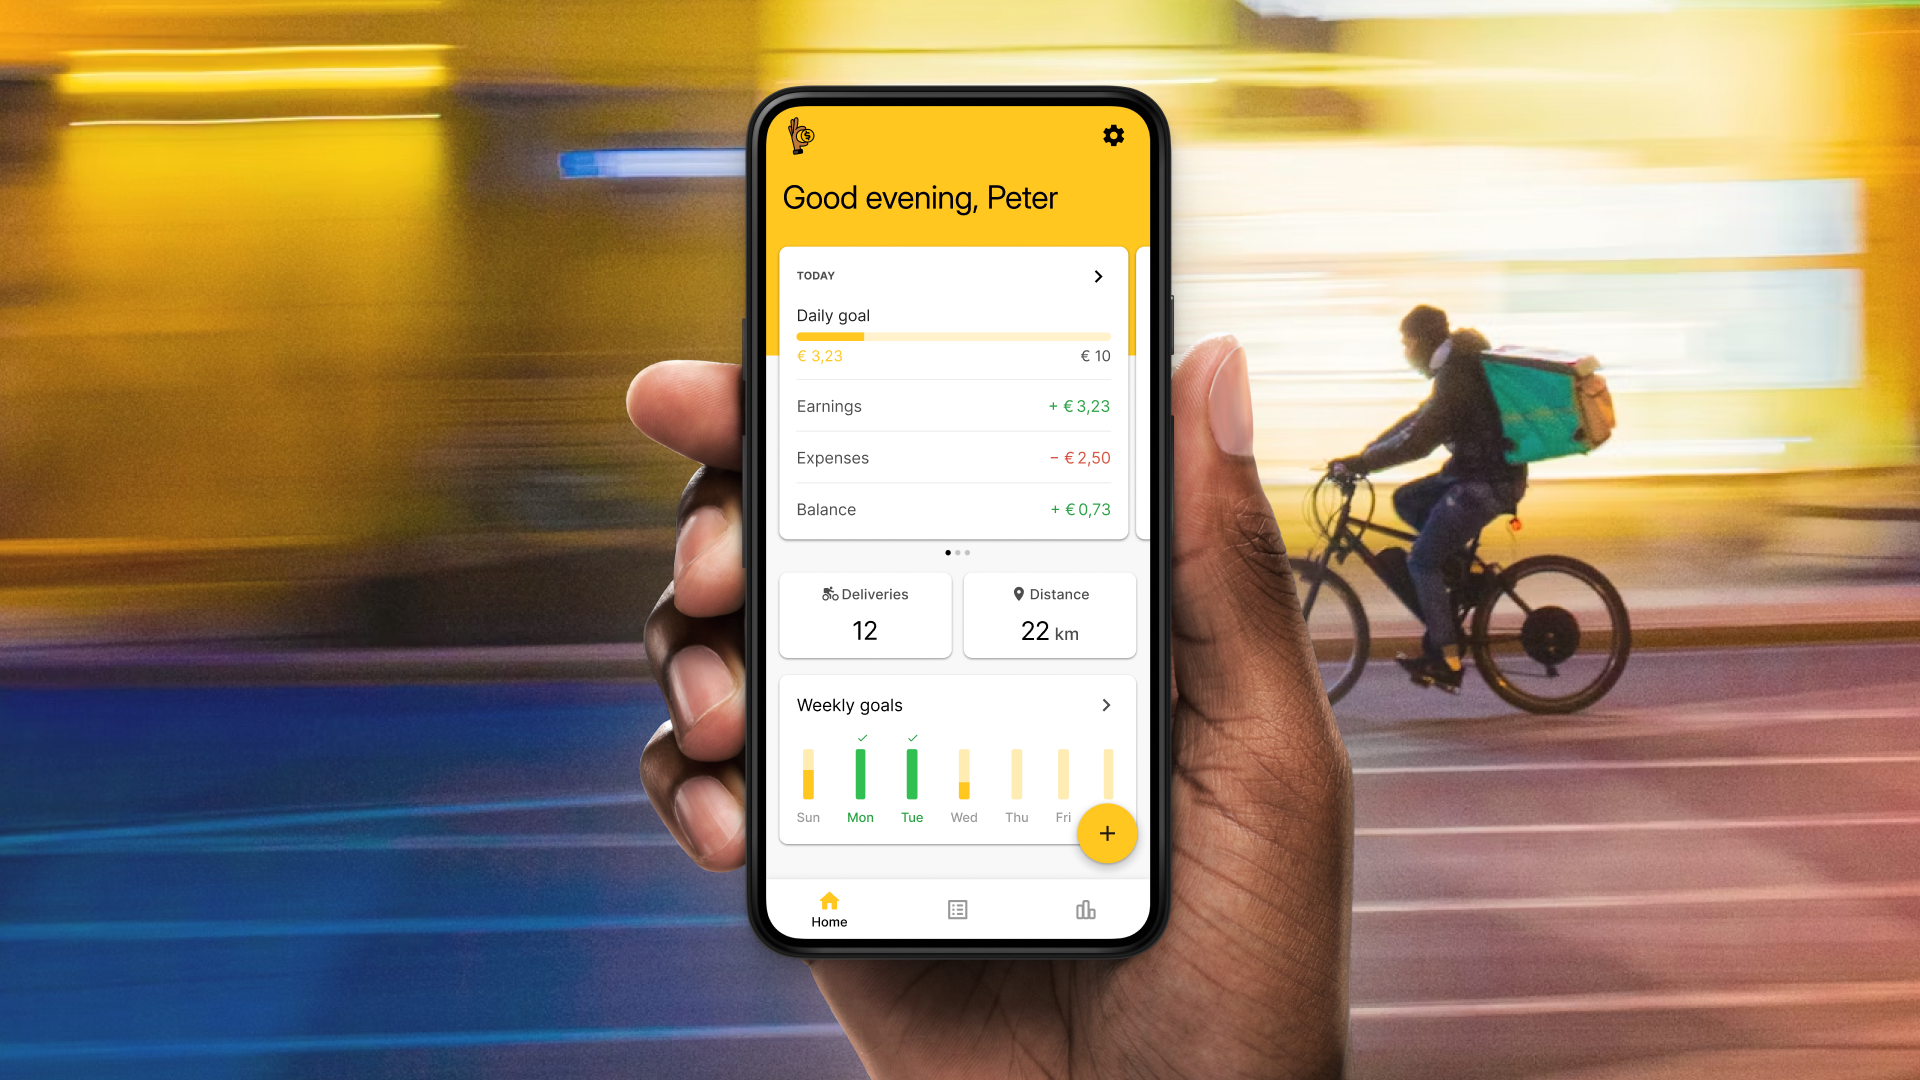 $
Good evening, Peter
TODAY
Daily goal
€ 3,23 € 10
Earnings + € 3,23
Expenses − € 2,50
Balance + € 0,73
Deliveries Distance
12 22 km
Weekly goals
Sun Mon Tue Wed Thu Fri
+
Home